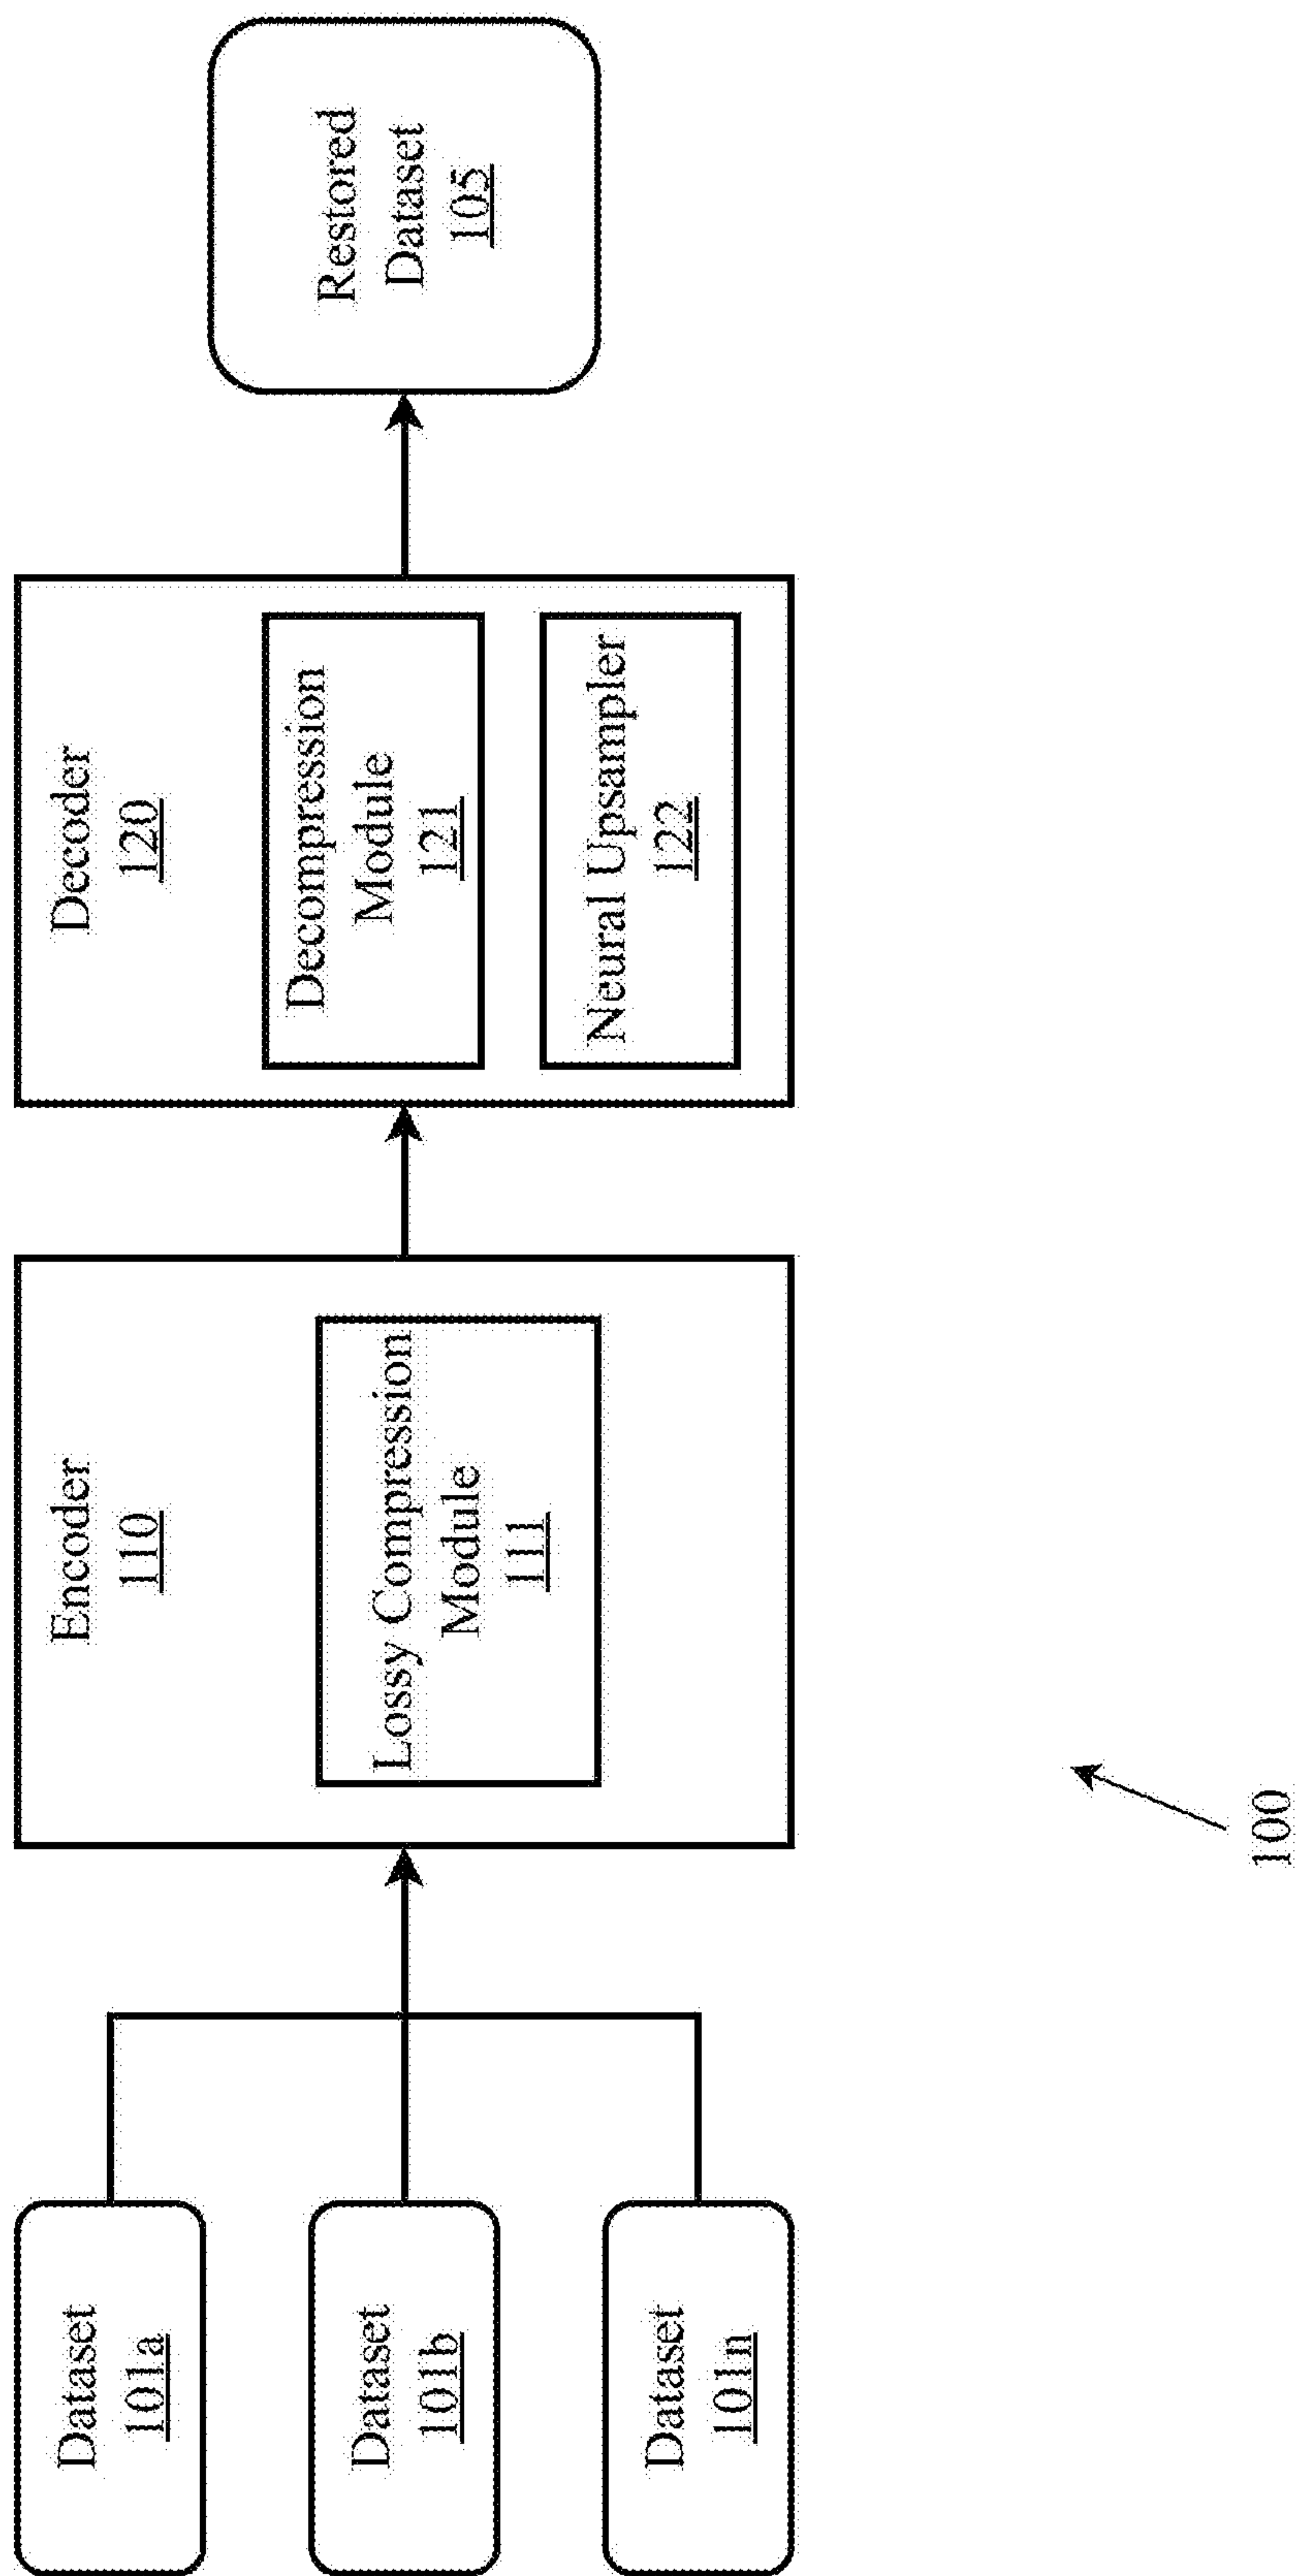 Dataset
101a
Dataset
101b
Dataset
101n
Encoder
110
Lossy Compression
Module
111
Decoder
120
Decompression
Module
121
Neural Upsampler
122
Restored
Dataset
105
100